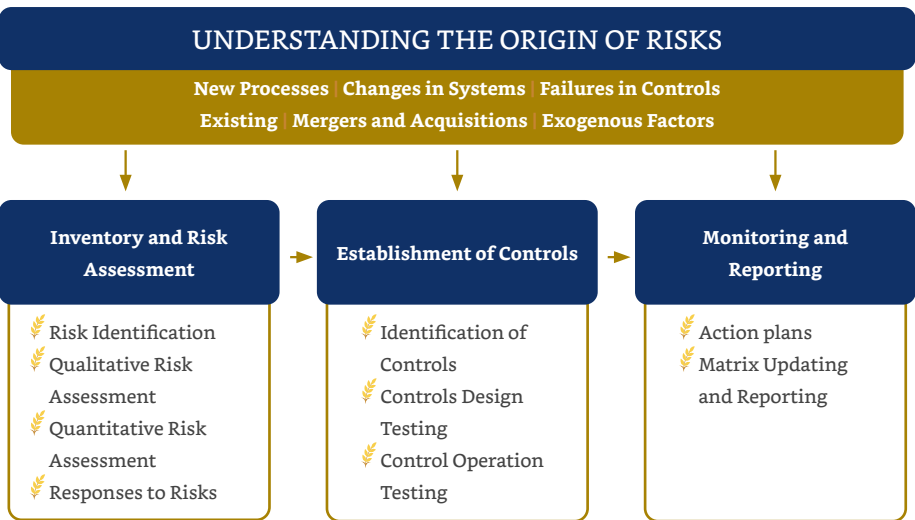 UNDERSTANDING THE ORIGIN OF RISKS
New Processes | Changes in Systems | Failures in Controls
Existing | Mergers and Acquisitions | Exogenous Factors
Inventory and Risk
Assessment
Risk Identification
Qualitative Risk
Assessment
Quantitative Risk
Assessment
Responses to Risks
Establishment of Controls
Identification of
Controls
Controls Design
Testing
Control Operation
Testing
Monitoring and
Reporting
Action plans
Matrix Updating
and Reporting